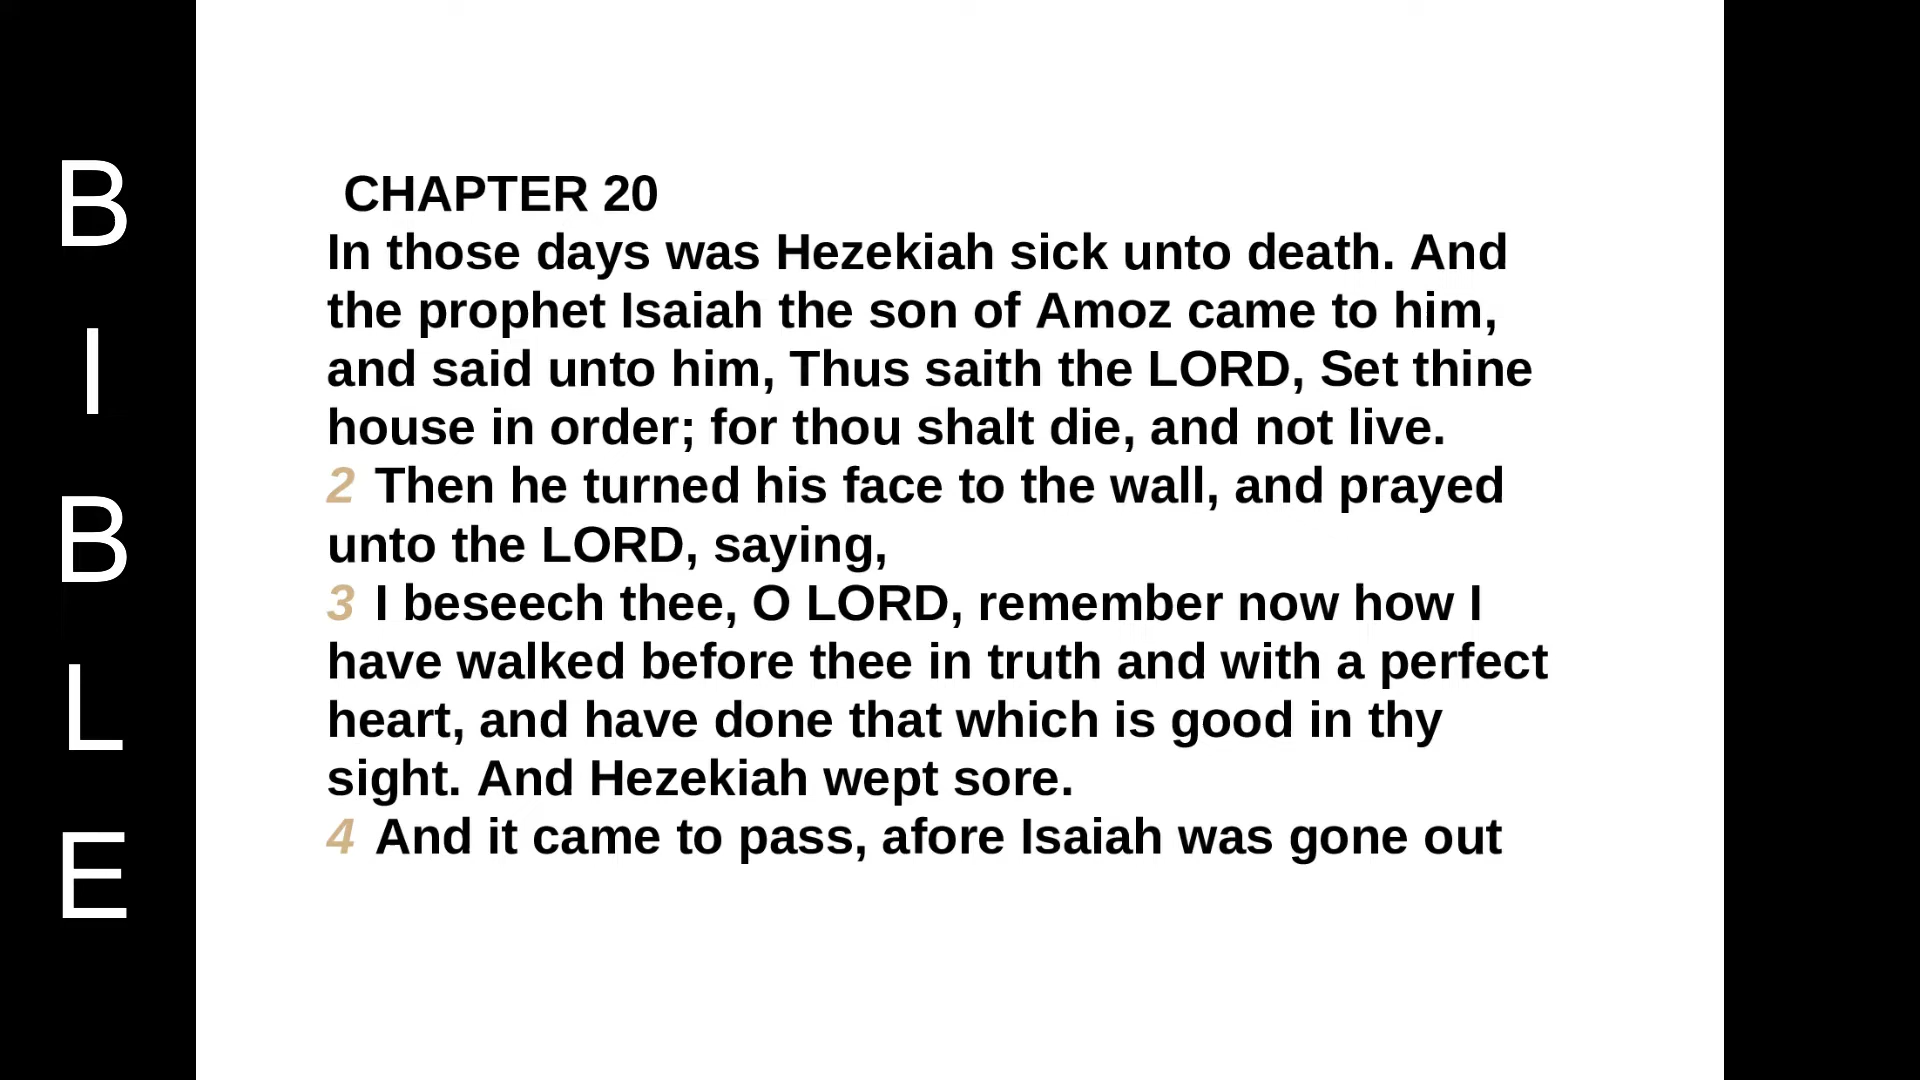 B
I
B
L
E
CHAPTER 20
In those days was Hezekiah sick unto death. And
the prophet Isaiah the son of Amoz came to him,
and said unto him, Thus saith the LORD, Set thine
house in order; for thou shalt die, and not live.
2 Then he turned his face to the wall, and prayed
unto the LORD, saying,
3 I beseech thee, O LORD, remember now how I
have walked before thee in truth and with a perfect
heart, and have done that which is good in thy
sight. And Hezekiah wept sore.
4 And it came to pass, afore Isaiah was gone out